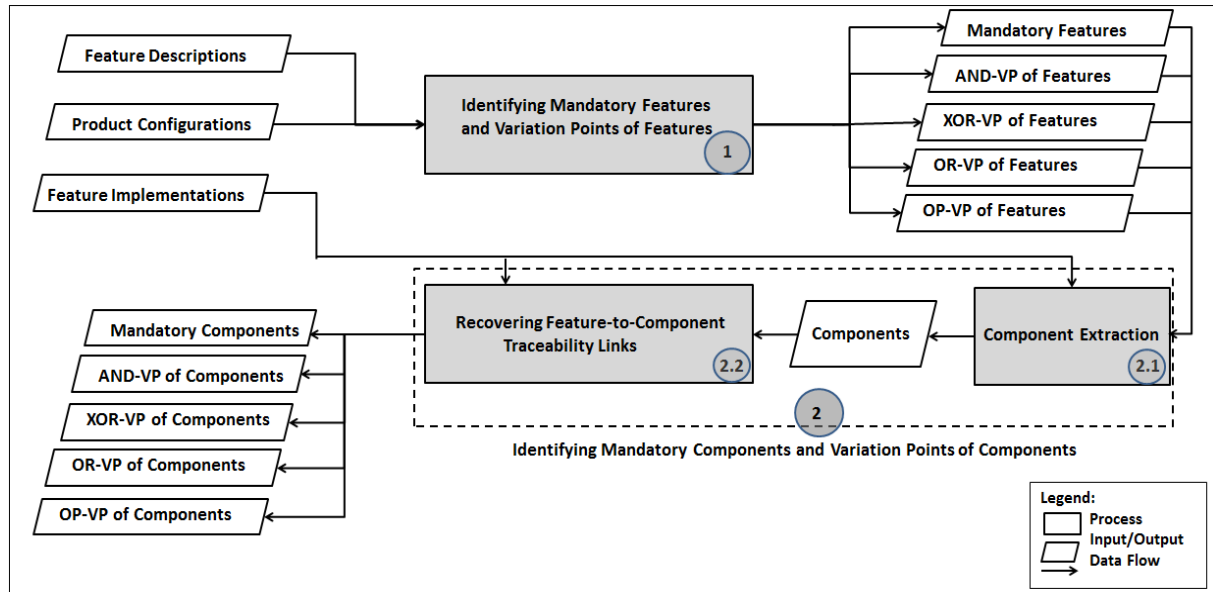 Feature Descriptions
Product Configurations
Feature Implementations
Identifying Mandatory Features
and Variation Points of Features
1
Mandatory Features
AND-VP of Features
XOR-VP of Features
OR-VP of Features
OP-VP of Features
Component Extraction
2.1
Components
Recovering Feature-to-Component
Traceability Links
2.2
2
Identifying Mandatory Components and Variation Points of Components
Mandatory Components
AND-VP of Components
XOR-VP of Components
OR-VP of Components
OP-VP of Components
Legend:
Process
Input/Output
Data Flow